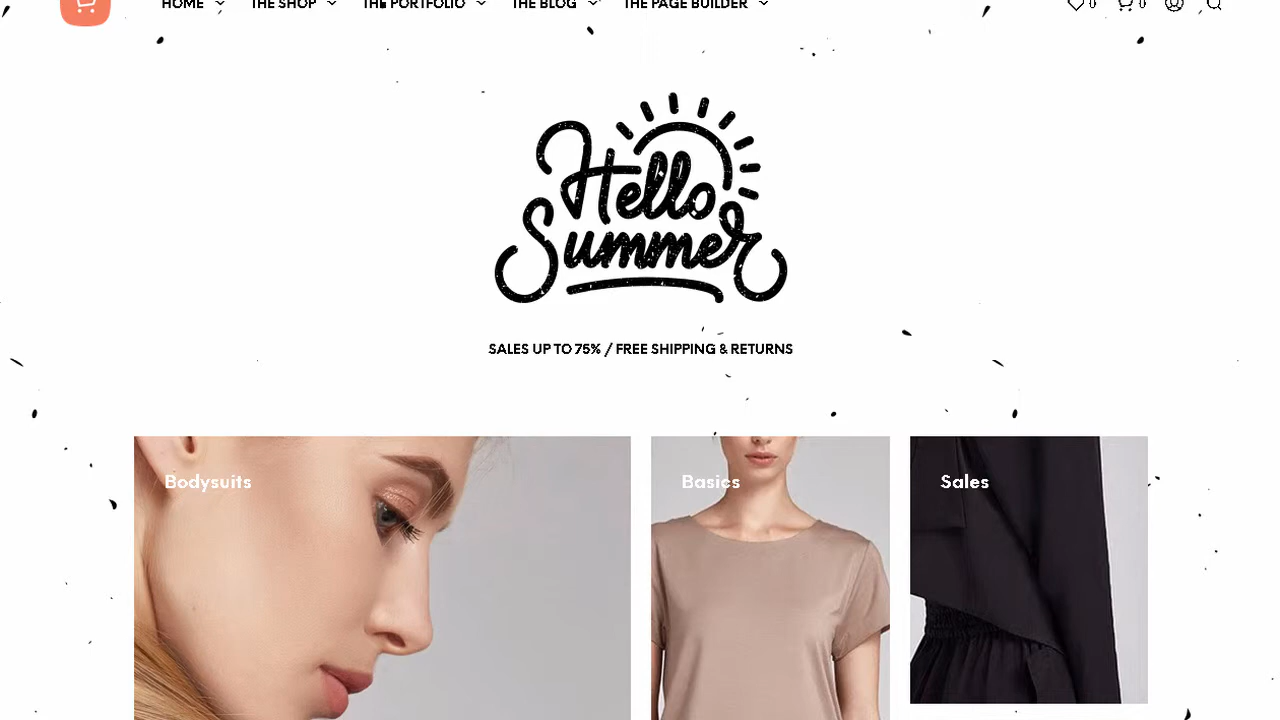 HOME THE SHOP THE PORTFOLIO THE BLOG THE PAGE BUILDER 0 0
Hello
Summer
SALES UP TO 75% / FREE SHIPPING & RETURNS
Bodysuits Basics Sales